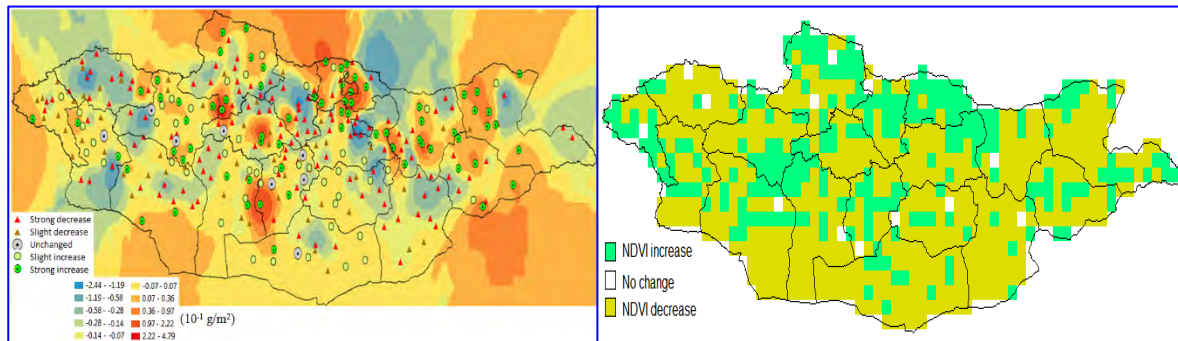 Strong decrease
Slight decrease
Unchanged
Slight increase
Strong increase
-2.44 - -1.19
-1.19 - -0.58
-0.58 - -0.28
-0.28 - -0.14
-0.14 - -0.07
-0.07 - 0.07
0.07 - 0.36
0.36 - 0.97
0.97 - 2.22
2.22 - 4.79
(10⁻¹ g/m²)
NDVI increase
No change
NDVI decrease